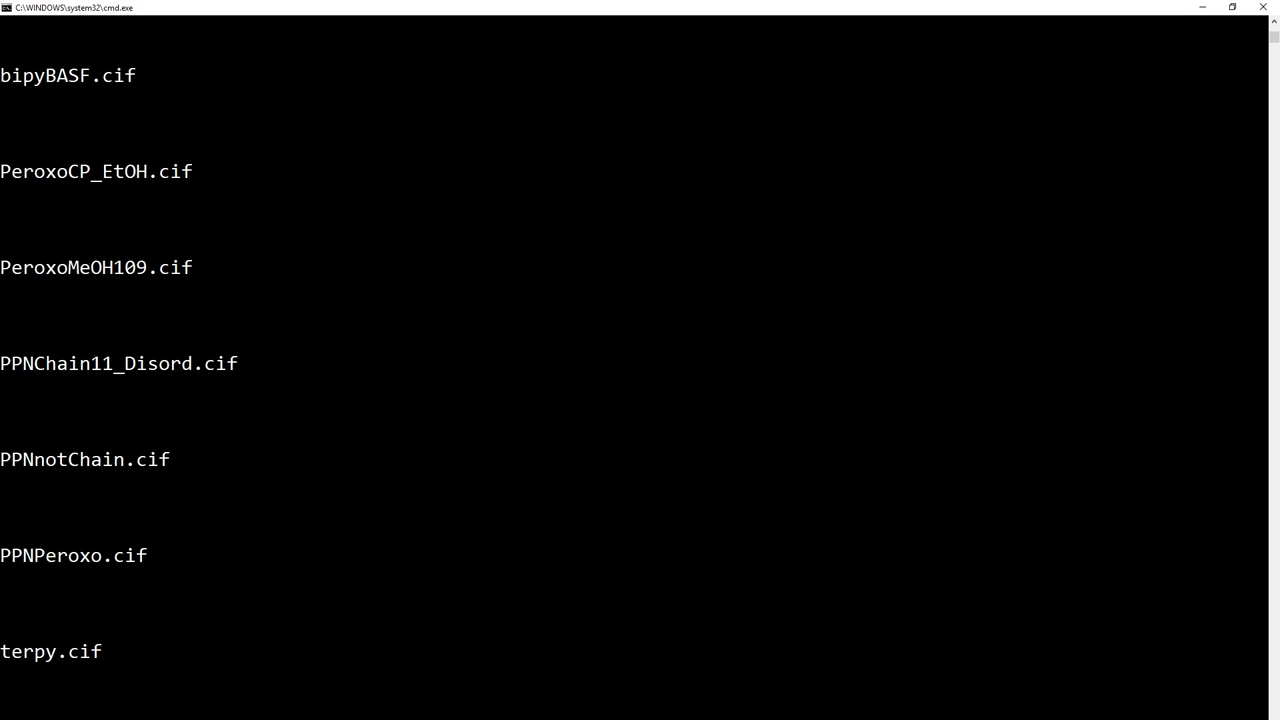 C:\WINDOWS\system32\cmd.exe
bipyBASF.cif
PeroxoCP_EtOH.cif
PeroxoMeOH109.cif
PPNChain11_Disord.cif
PPNnotChain.cif
PPNPeroxo.cif
terpy.cif